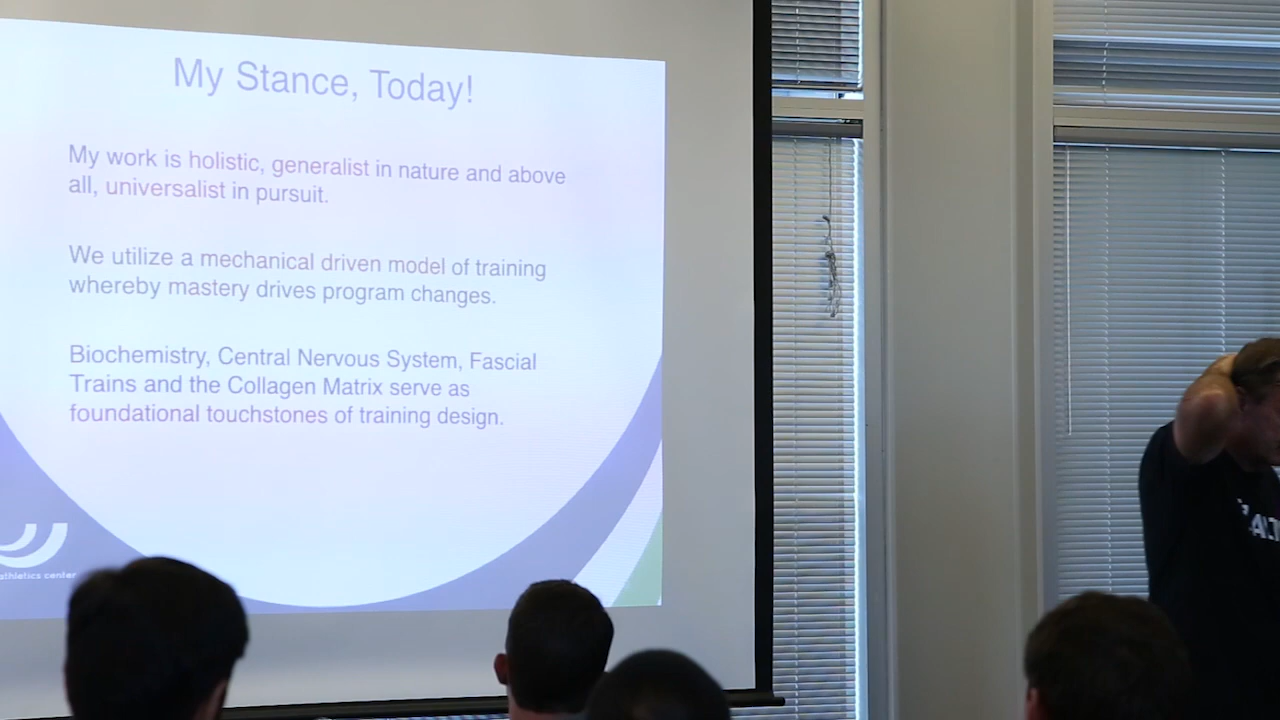 My Stance, Today!
My work is holistic, generalist in nature and above
all, universalist in pursuit.
We utilize a mechanical driven model of training
whereby mastery drives program changes.
Biochemistry, Central Nervous System, Fascial
Trains and the Collagen Matrix serve as
foundational touchstones of training design.
athletics center